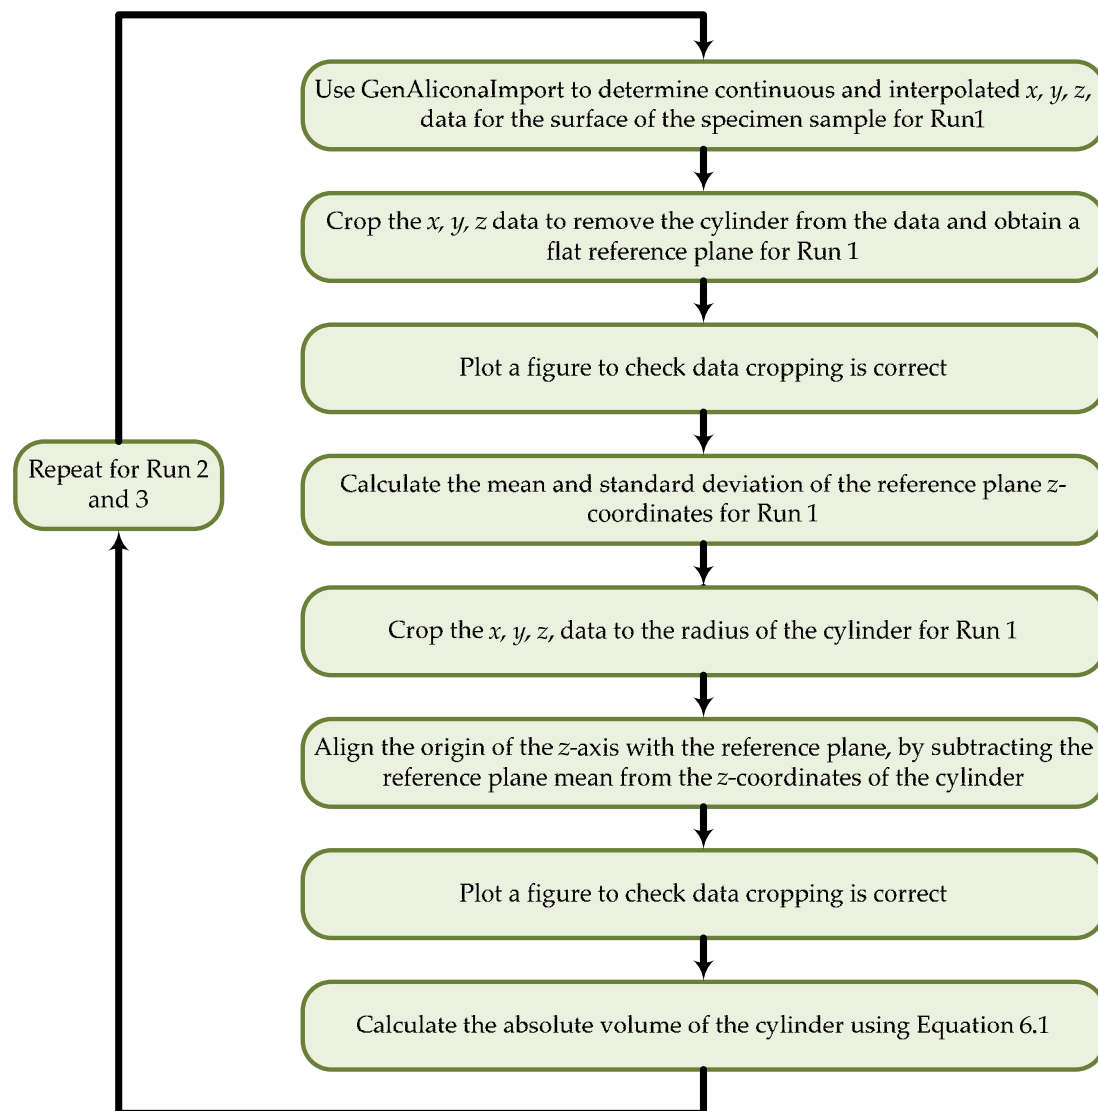 Use GenAliconaImport to determine continuous and interpolated x, y, z,
data for the surface of the specimen sample for Run1
Crop the x, y, z data to remove the cylinder from the data and obtain a
flat reference plane for Run 1
Plot a figure to check data cropping is correct
Calculate the mean and standard deviation of the reference plane z-
coordinates for Run 1
Crop the x, y, z, data to the radius of the cylinder for Run 1
Align the origin of the z-axis with the reference plane, by subtracting the
reference plane mean from the z-coordinates of the cylinder
Plot a figure to check data cropping is correct
Calculate the absolute volume of the cylinder using Equation 6.1
Repeat for Run 2
and 3